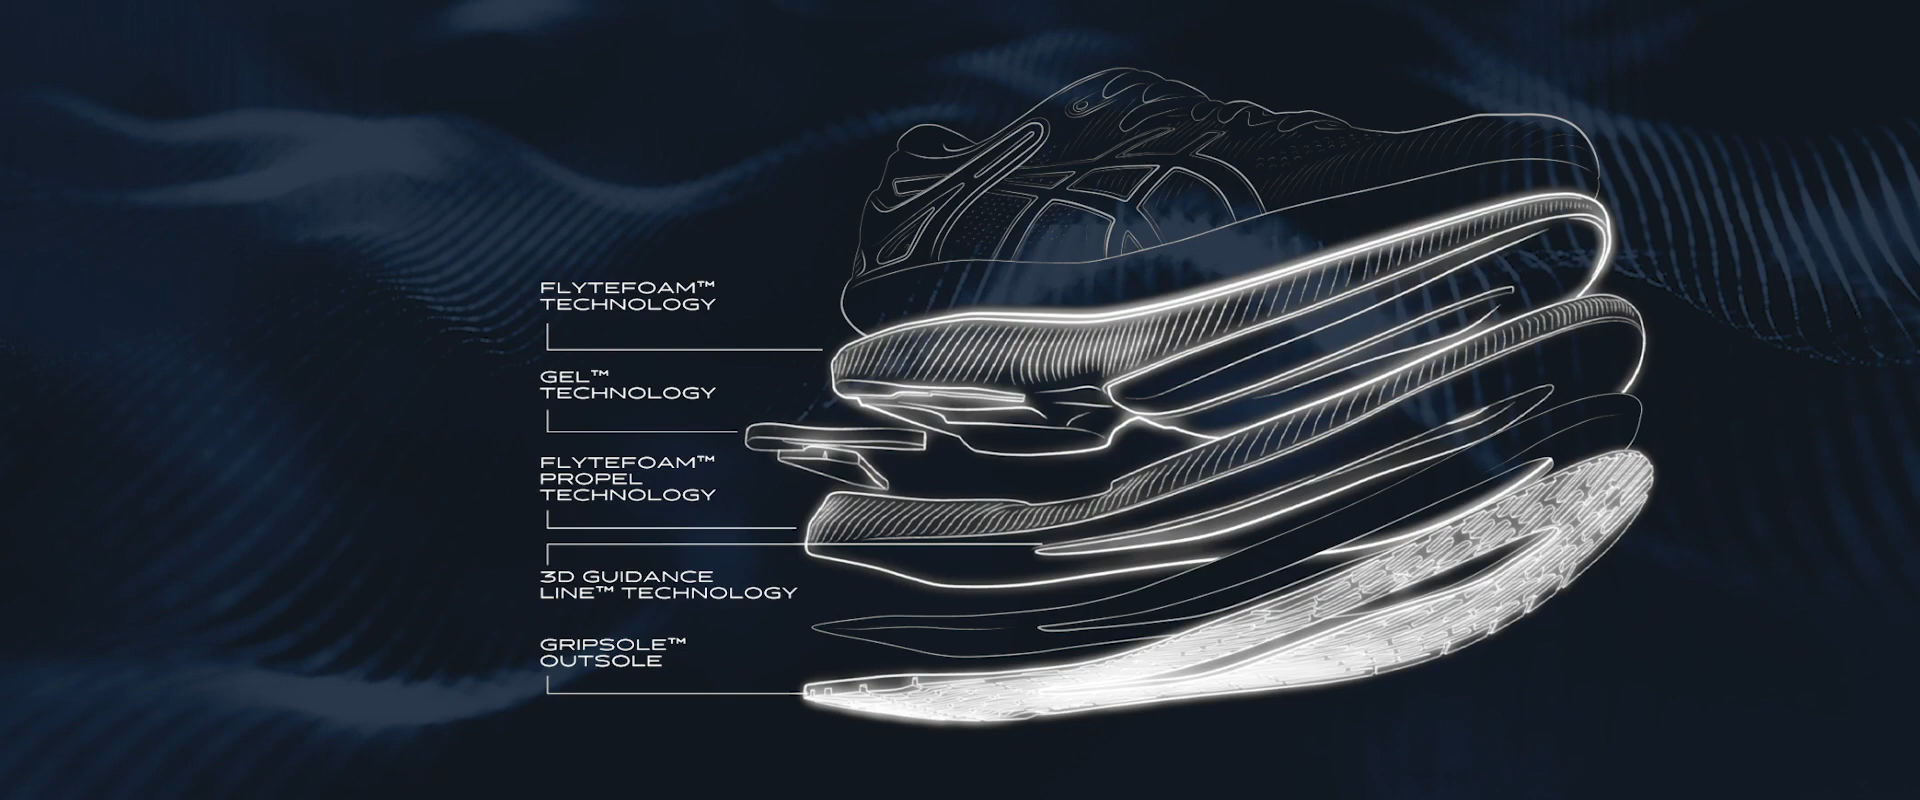 FLYTEFOAM™
TECHNOLOGY
GEL™
TECHNOLOGY
FLYTEFOAM™
PROPEL
TECHNOLOGY
3D GUIDANCE
LINE™ TECHNOLOGY
GRIPSOLE™
OUTSOLE